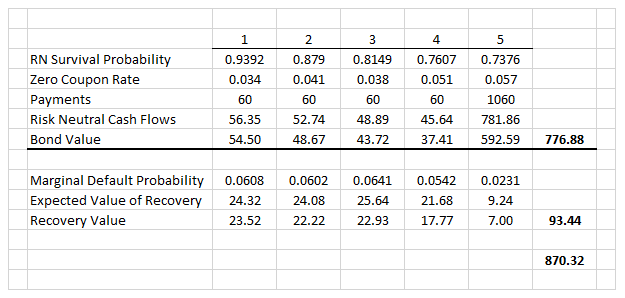 1 2 3 4 5
RN Survival Probability 0.9392 0.879 0.8149 0.7607 0.7376
Zero Coupon Rate 0.034 0.041 0.038 0.051 0.057
Payments 60 60 60 60 1060
Risk Neutral Cash Flows 56.35 52.74 48.89 45.64 781.86
Bond Value 54.50 48.67 43.72 37.41 592.59 776.88
Marginal Default Probability 0.0608 0.0602 0.0641 0.0542 0.0231
Expected Value of Recovery 24.32 24.08 25.64 21.68 9.24
Recovery Value 23.52 22.22 22.93 17.77 7.00 93.44
870.32